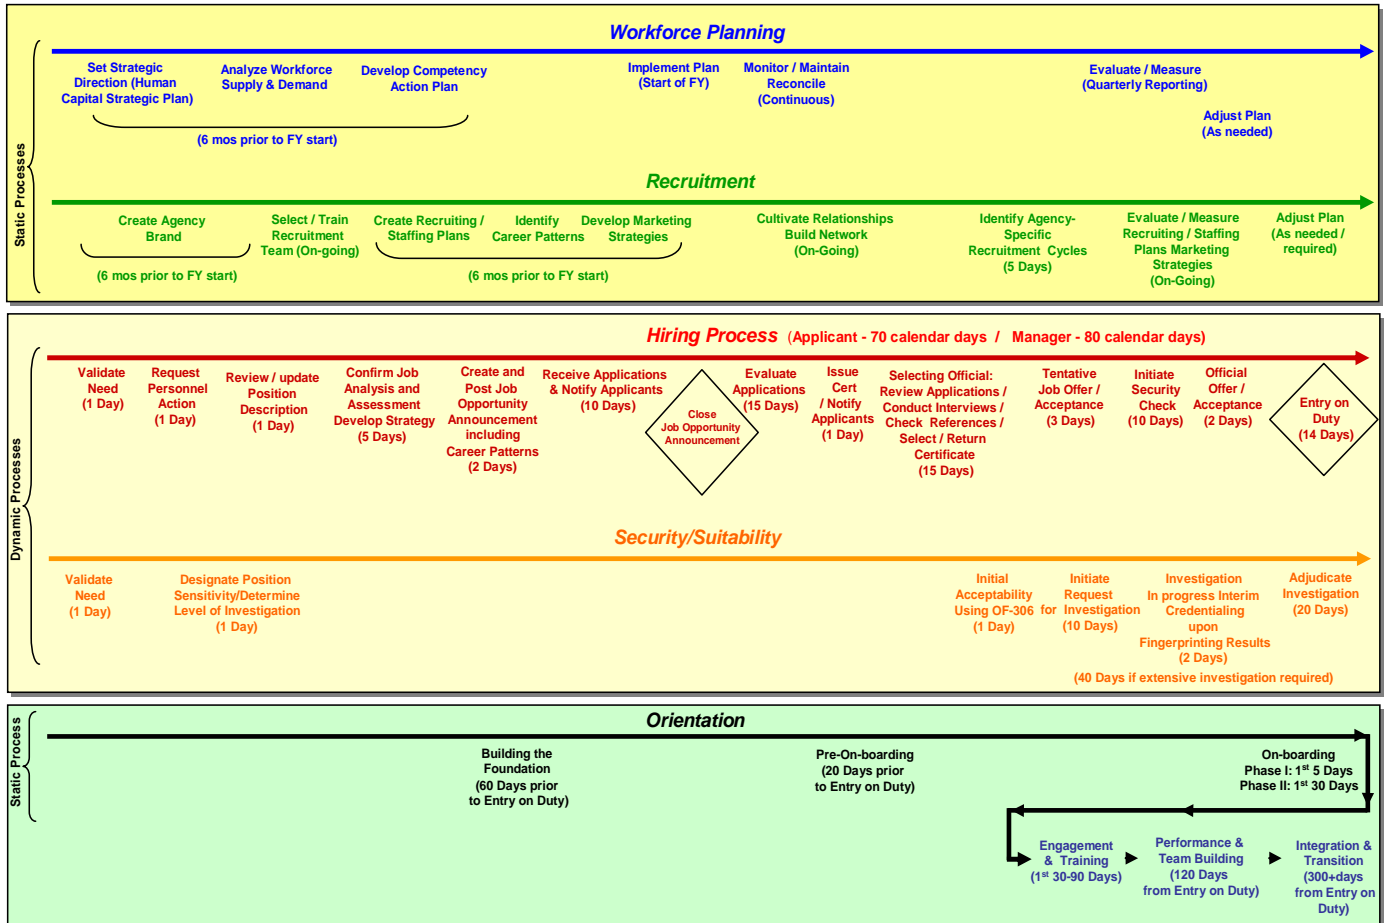 Static Processes
Workforce Planning
Set Strategic
Direction (Human
Capital Strategic Plan)
Analyze Workforce
Supply & Demand
Develop Competency
Action Plan
(6 mos prior to FY start)
Implement Plan
(Start of FY)
Monitor / Maintain
Reconcile
(Continuous)
Evaluate / Measure
(Quarterly Reporting)
Adjust Plan
(As needed)
Recruitment
Create Agency
Brand
(6 mos prior to FY start)
Select / Train
Recruitment
Team (On-going)
Create Recruiting /
Staffing Plans
Identify
Career Patterns
Develop Marketing
Strategies
(6 mos prior to FY start)
Cultivate Relationships
Build Network
(On-Going)
Identify Agency-
Specific
Recruitment Cycles
(5 Days)
Evaluate / Measure
Recruiting / Staffing
Plans Marketing
Strategies
(On-Going)
Adjust Plan
(As needed /
required)
Dynamic Processes
Hiring Process (Applicant - 70 calendar days / Manager - 80 calendar days)
Validate
Need
(1 Day)
Request
Personnel
Action
(1 Day)
Review / update
Position
Description
(1 Day)
Confirm Job
Analysis and
Assessment
Develop Strategy
(5 Days)
Create and
Post Job
Opportunity
Announcement
including
Career Patterns
(2 Days)
Receive Applications
& Notify Applicants
(10 Days)
Close
Job Opportunity
Announcement
Evaluate
Applications
(15 Days)
Issue
Cert
/ Notify
Applicants
(1 Day)
Selecting Official:
Review Applications /
Conduct Interviews /
Check References /
Select / Return
Certificate
(15 Days)
Tentative
Job Offer /
Acceptance
(3 Days)
Initiate
Security
Check
(10 Days)
Official
Offer /
Acceptance
(2 Days)
Entry on
Duty
(14 Days)
Security/Suitability
Validate
Need
(1 Day)
Designate Position
Sensitivity/Determine
Level of Investigation
(1 Day)
Initial
Acceptability
Using OF-306
(1 Day)
Initiate
Request
for Investigation
(10 Days)
Investigation
In progress Interim
Credentialing
upon
Fingerprinting Results
(2 Days)
Adjudicate
Investigation
(20 Days)
(40 Days if extensive investigation required)
Static Process
Orientation
Building the
Foundation
(60 Days prior
to Entry on Duty)
Pre-On-boarding
(20 Days prior
to Entry on Duty)
On-boarding
Phase I: 1st 5 Days
Phase II: 1st 30 Days
Engagement
& Training
(1st 30-90 Days)
Performance &
Team Building
(120 Days
from Entry on Duty)
Integration &
Transition
(300+days
from Entry on
Duty)